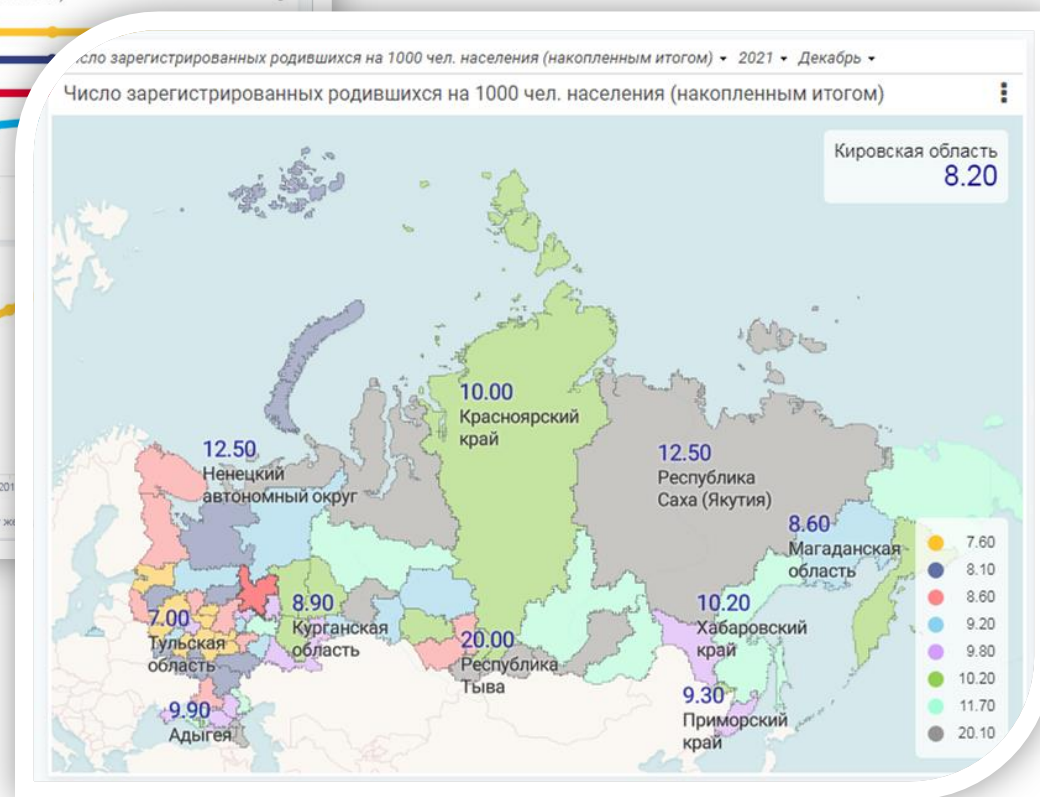 число зарегистрированных родившихся на 1000 чел. населения (накопленным итогом) 2021 Декабрь
Число зарегистрированных родившихся на 1000 чел. населения (накопленным итогом)
Кировская область
8.20
10.00
Красноярский
край
12.50
Ненецкий
автономный округ
12.50
Республика
Саха (Якутия)
8.60
Магаданская
область
7.00
Тульская
область
8.90
Курганская
область
20.00
Республика
Тыва
10.20
Хабаровский
край
9.30
Приморский
край
9.90
Адыгея
7.60
8.10
8.60
9.20
9.80
10.20
11.70
20.10